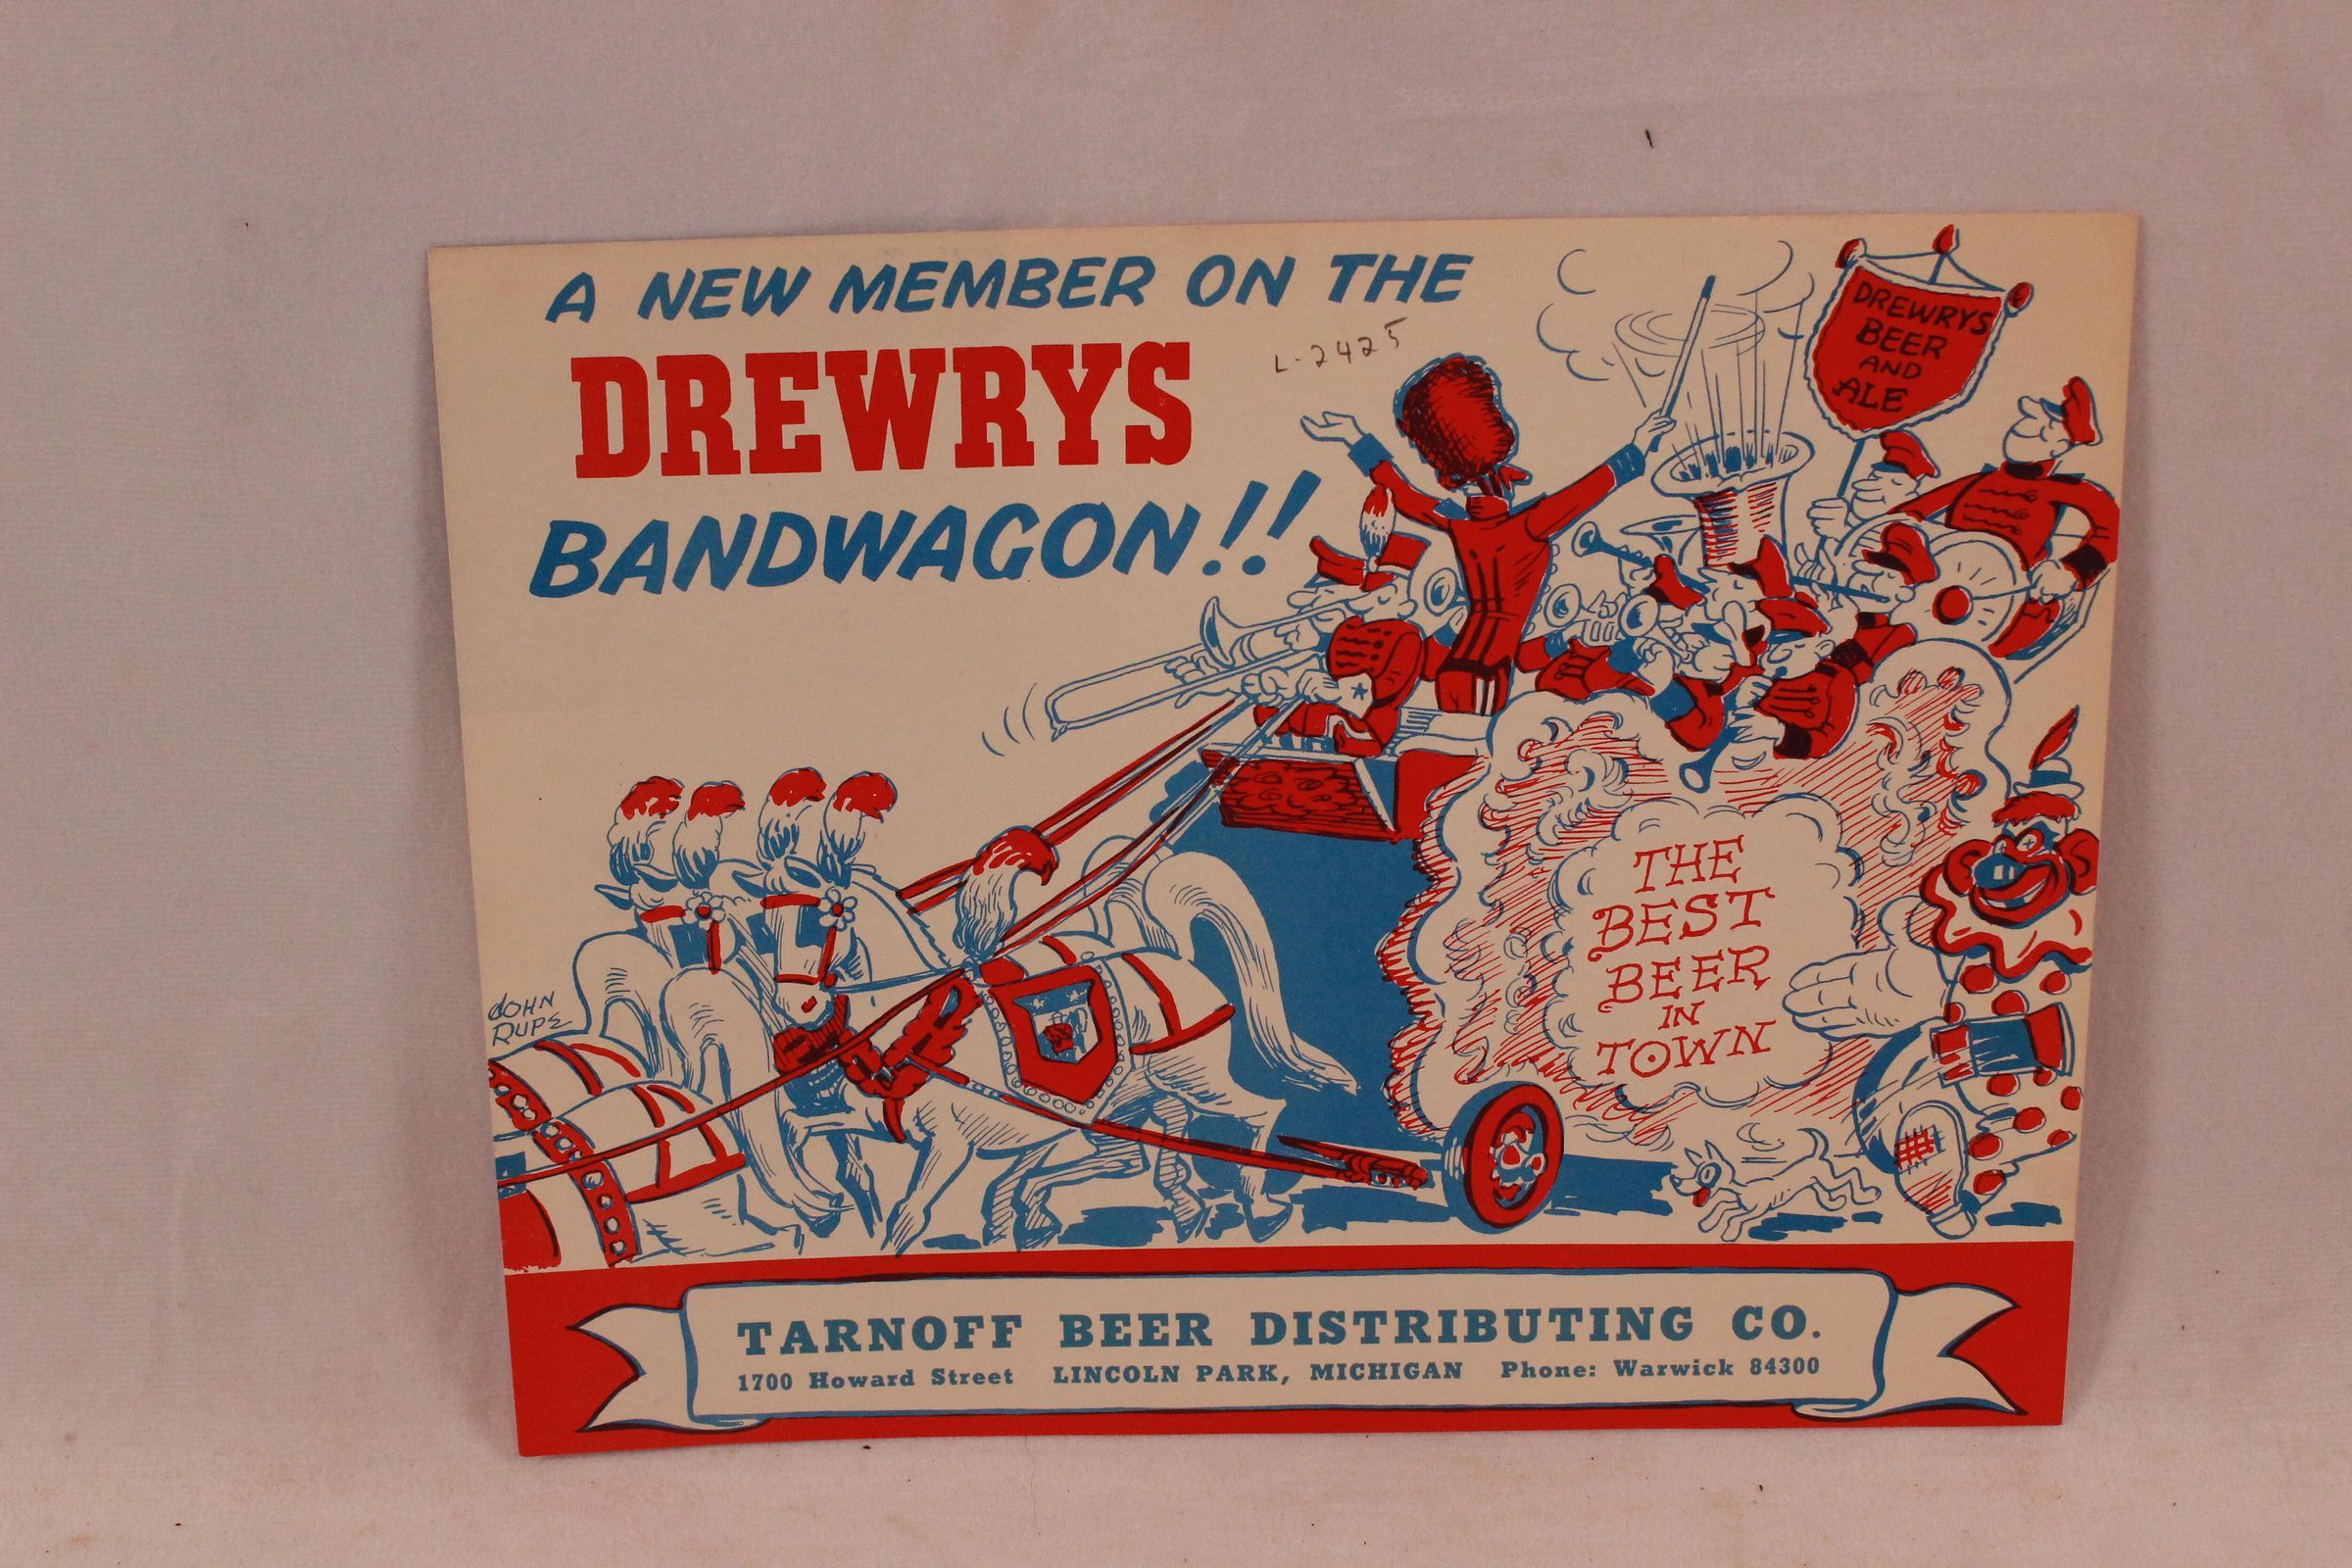 A NEW MEMBER ON THE
DREWRYS
L-2425
BANDWAGON!!
DREWRYS
BEER
AND
ALE
THE
BEST
BEER
IN
TOWN
JOHN
RUPE
TARNOFF BEER DISTRIBUTING CO.
1700 Howard Street LINCOLN PARK, MICHIGAN Phone: Warwick 84300